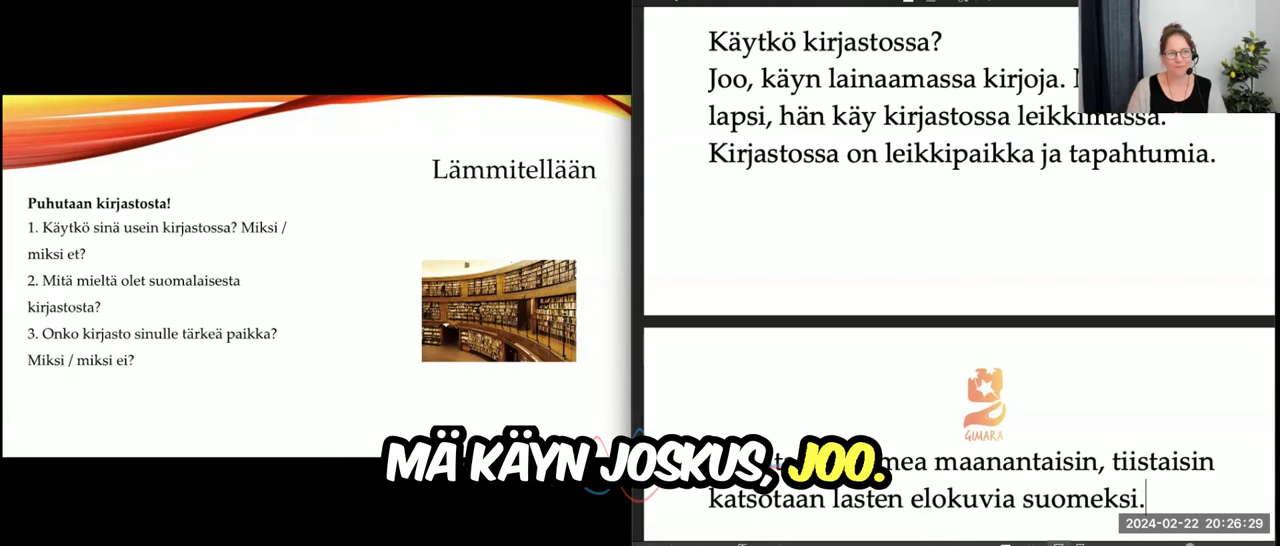 Lämmitellään
Puhutaan kirjastosta!
1. Käytkö sinä usein kirjastossa? Miksi /
miksi et?
2. Mitä mieltä olet suomalaisesta
kirjastosta?
3. Onko kirjasto sinulle tärkeä paikka?
Miksi / miksi ei?
Käytkö kirjastossa?
Joo, käyn lainaamassa kirjoja.
lapsi, hän käy kirjastossa leikkimässä.
Kirjastossa on leikkipaikka ja tapahtumia.
GIMARA
maanantaisin, tiistaisin
katsotaan lasten elokuvia suomeksi.
MÄ KÄYN JOSKUS, JOO.
2024-02-22 20:26:29